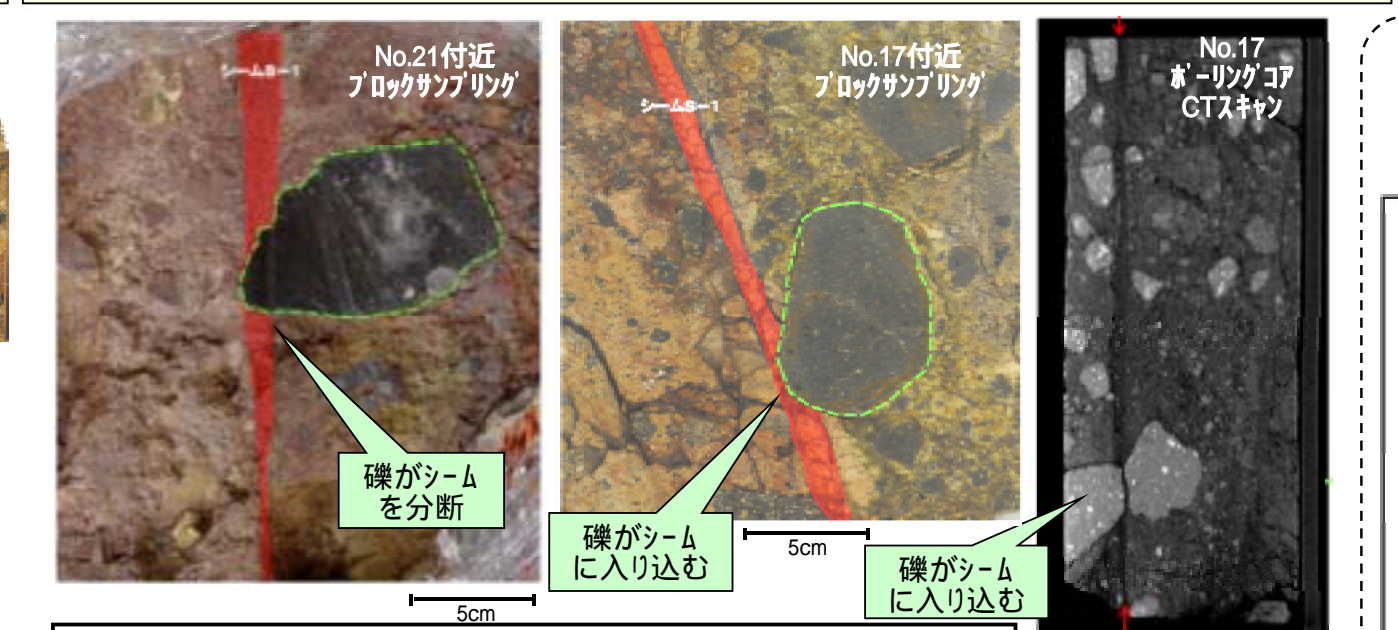 No.21付近
ブロックサンプリング
シームS-1
No.17付近
ブロックサンプリング
シームS-1
No.17
ボーリングコア
CTスキャン
礫がシーム
を分断
礫がシーム
に入り込む
礫がシーム
に入り込む
5cm
5cm